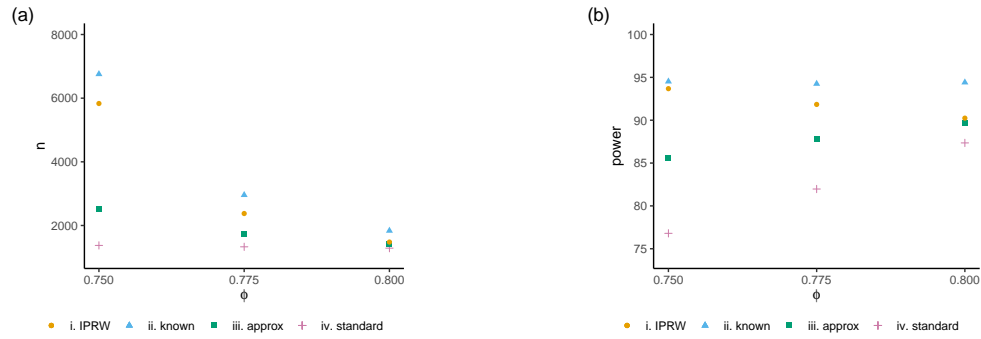 (a)
8000
6000
4000
2000
n
0.750
0.775
0.800
ϕ
i. IPRW
ii. known
iii. approx
iv. standard
(b)
100
95
90
85
80
75
power
0.750
0.775
0.800
ϕ
i. IPRW
ii. known
iii. approx
iv. standard